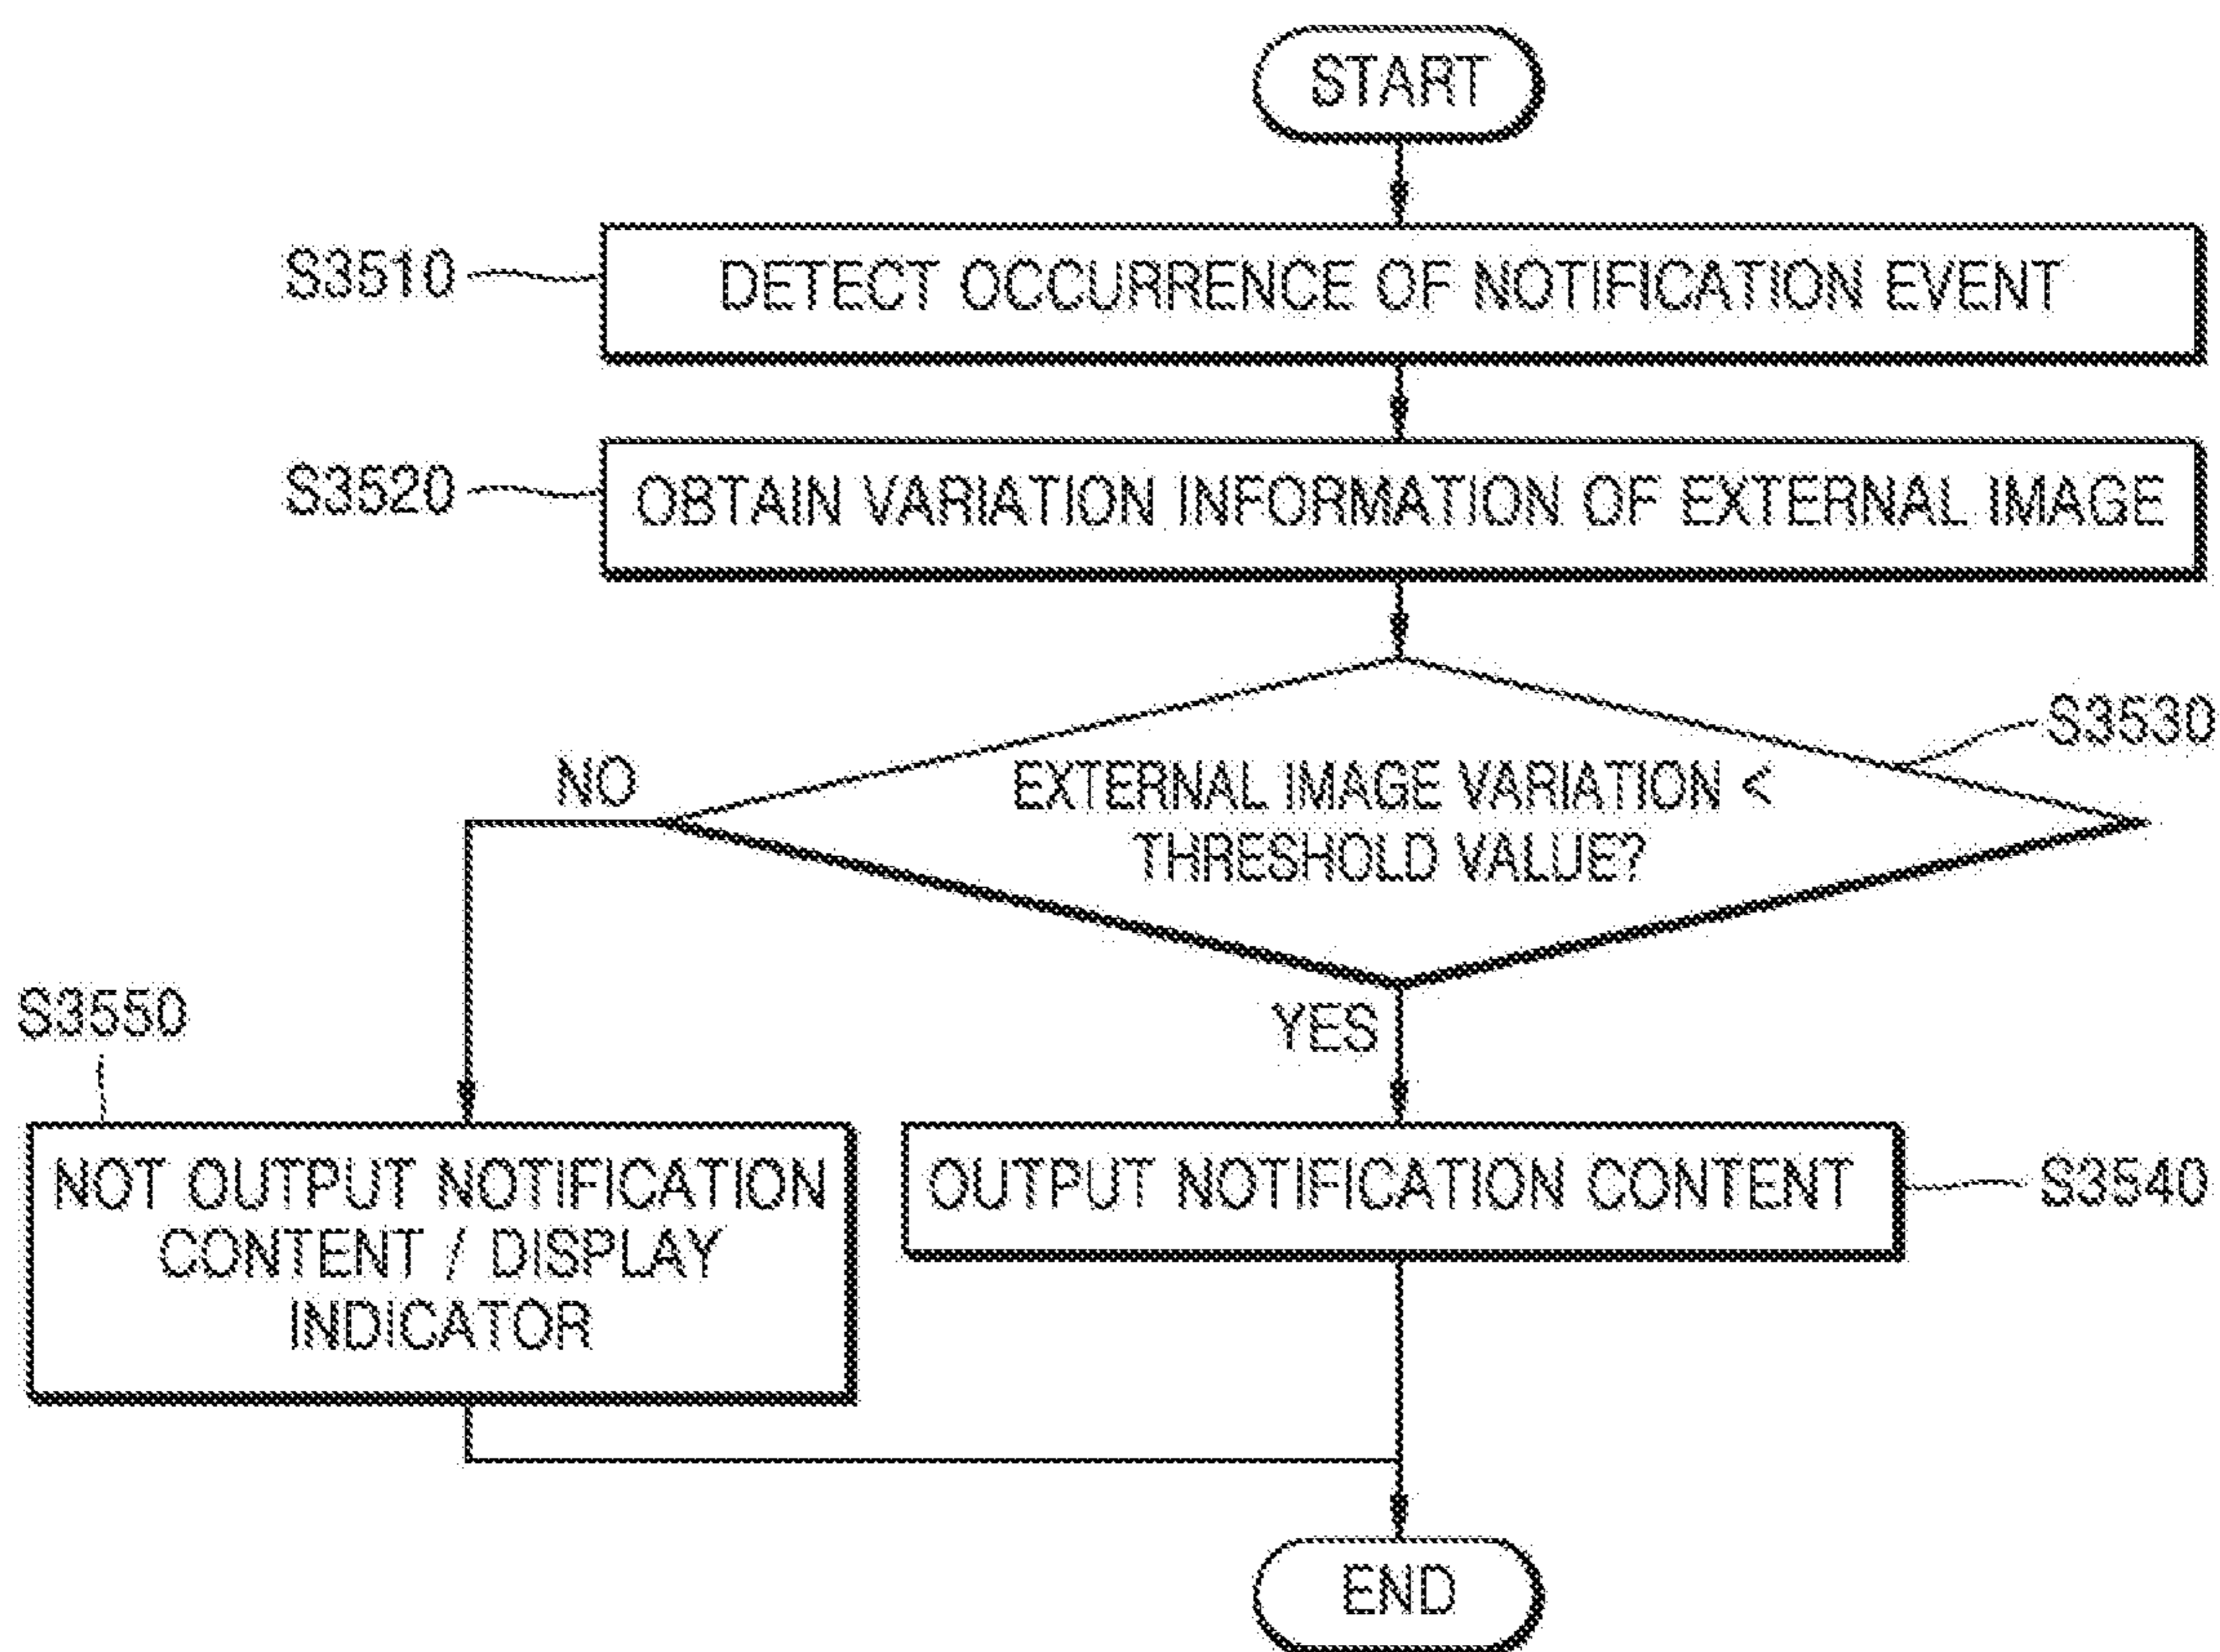 START
S3510
DETECT OCCURRENCE OF NOTIFICATION EVENT
S3520
OBTAIN VARIATION INFORMATION OF EXTERNAL IMAGE
S3530
EXTERNAL IMAGE VARIATION <
THRESHOLD VALUE?
NO
YES
S3550
NOT OUTPUT NOTIFICATION
CONTENT / DISPLAY
INDICATOR
OUTPUT NOTIFICATION CONTENT
S3540
END